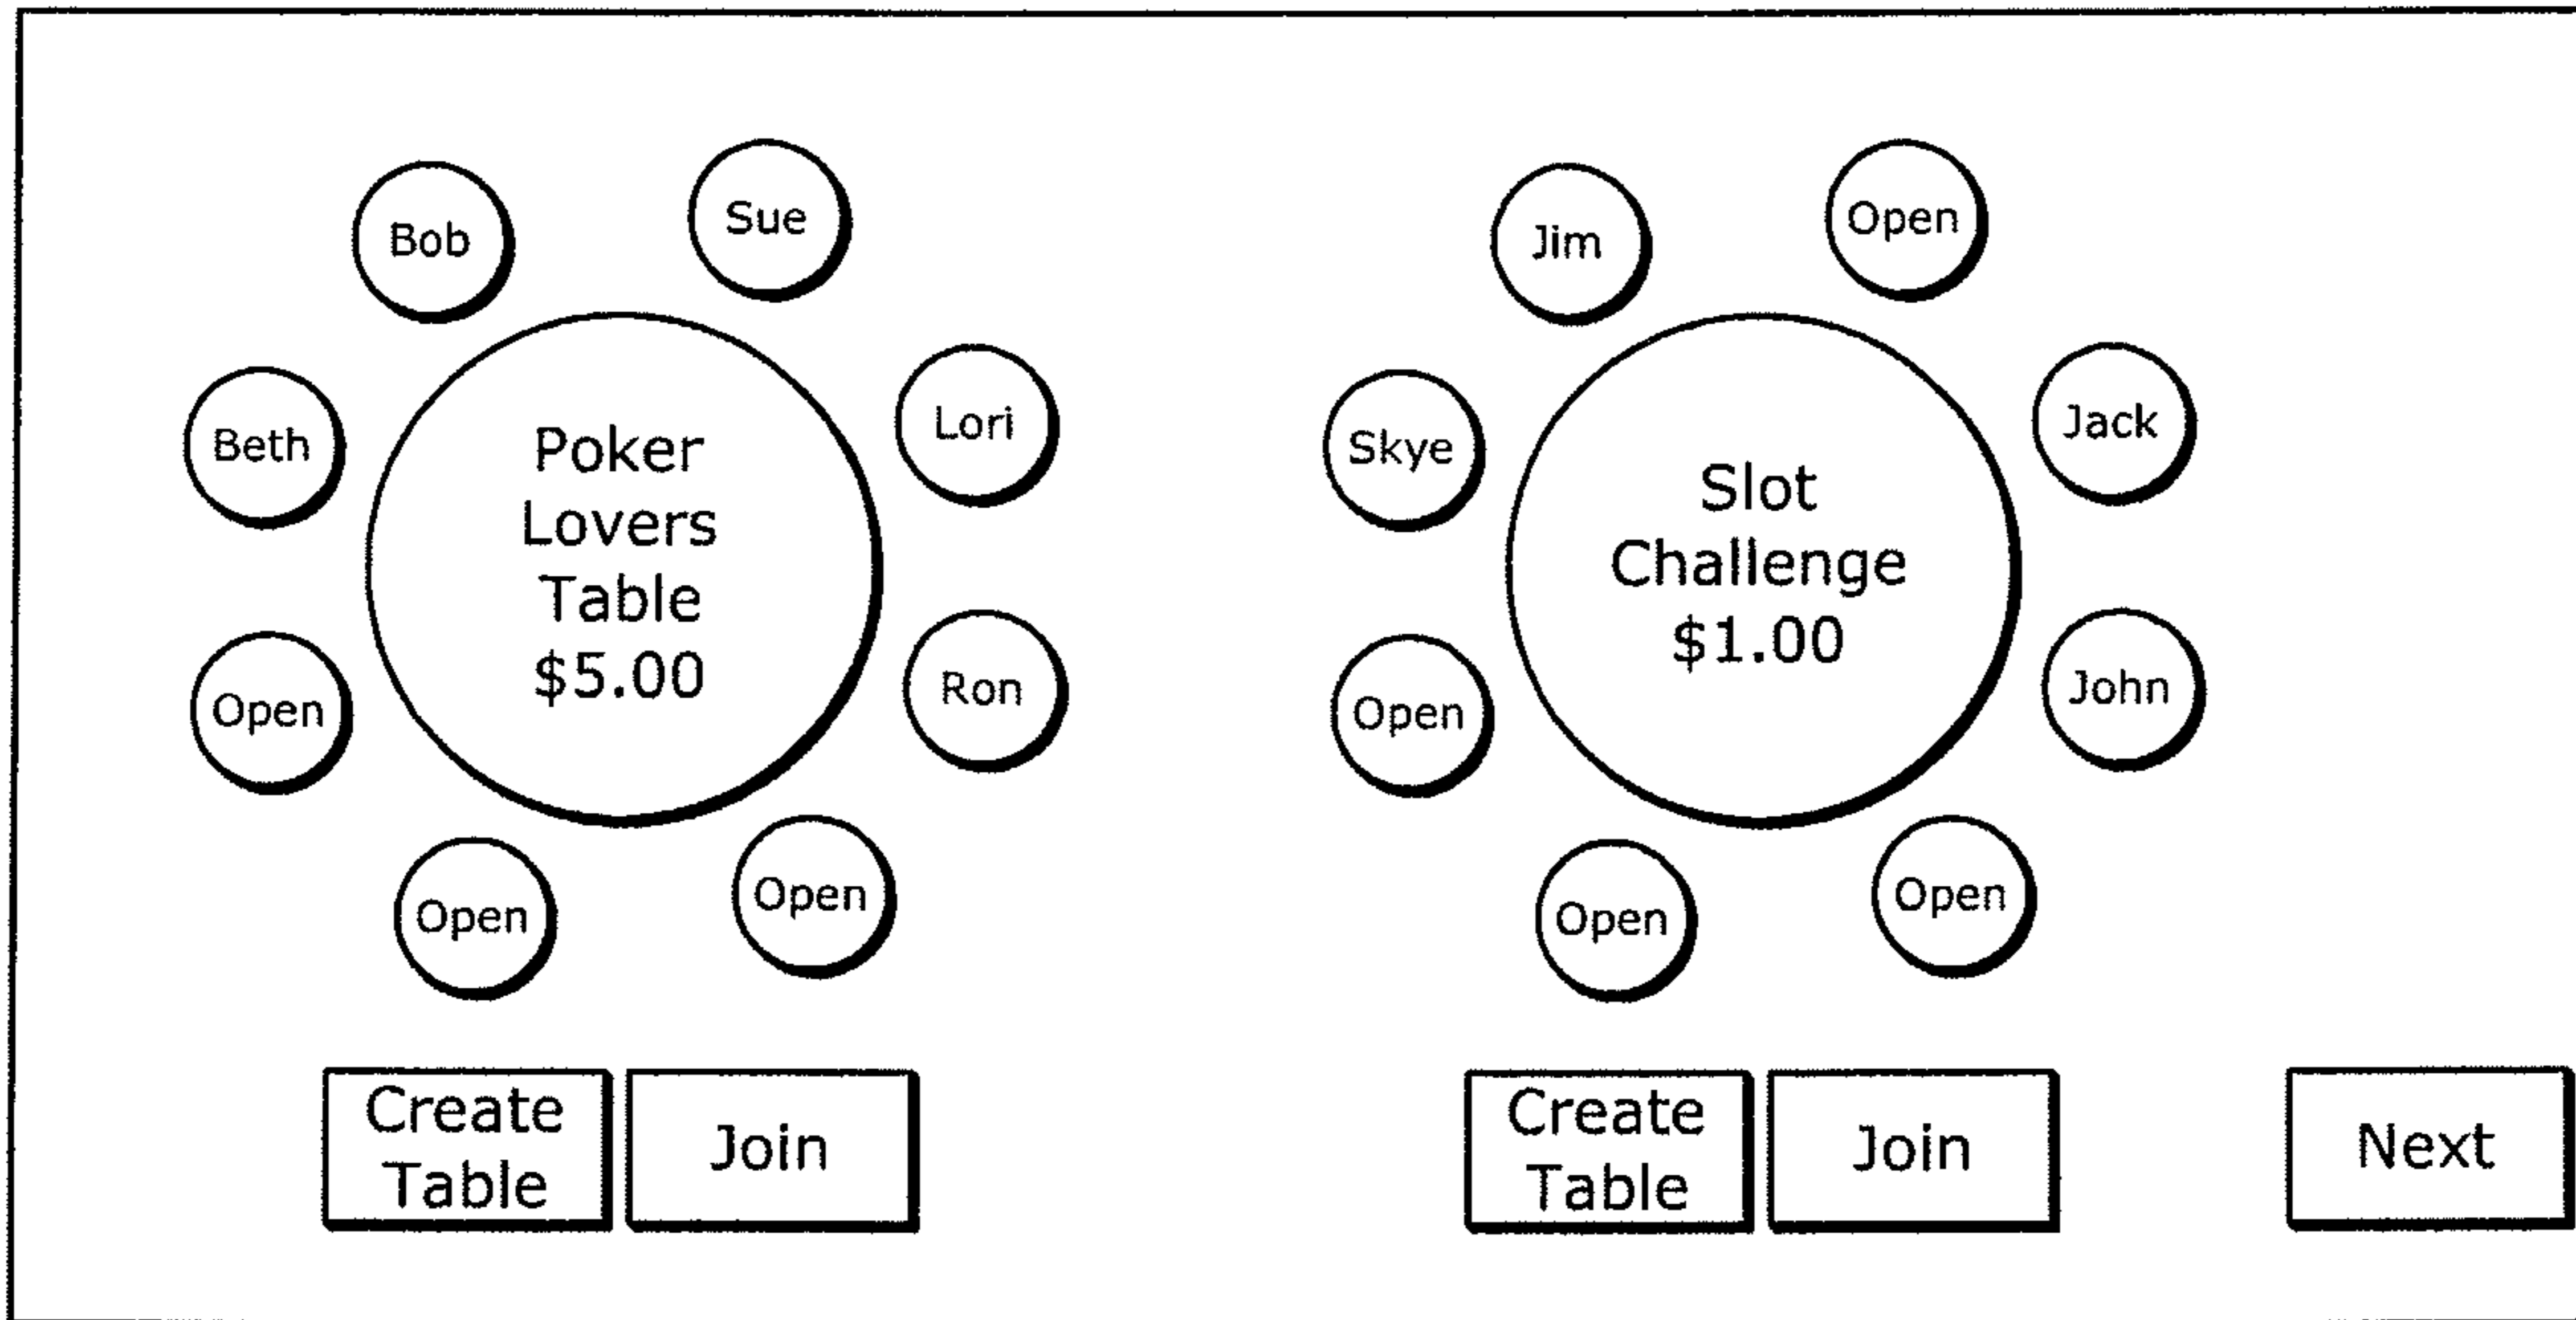 Bob
Sue
Beth
Lori
Poker
Lovers
Table
$5.00
Open
Ron
Open
Open
Create
Table
Join
Jim
Open
Skye
Jack
Slot
Challenge
$1.00
Open
John
Open
Open
Create
Table
Join
Next